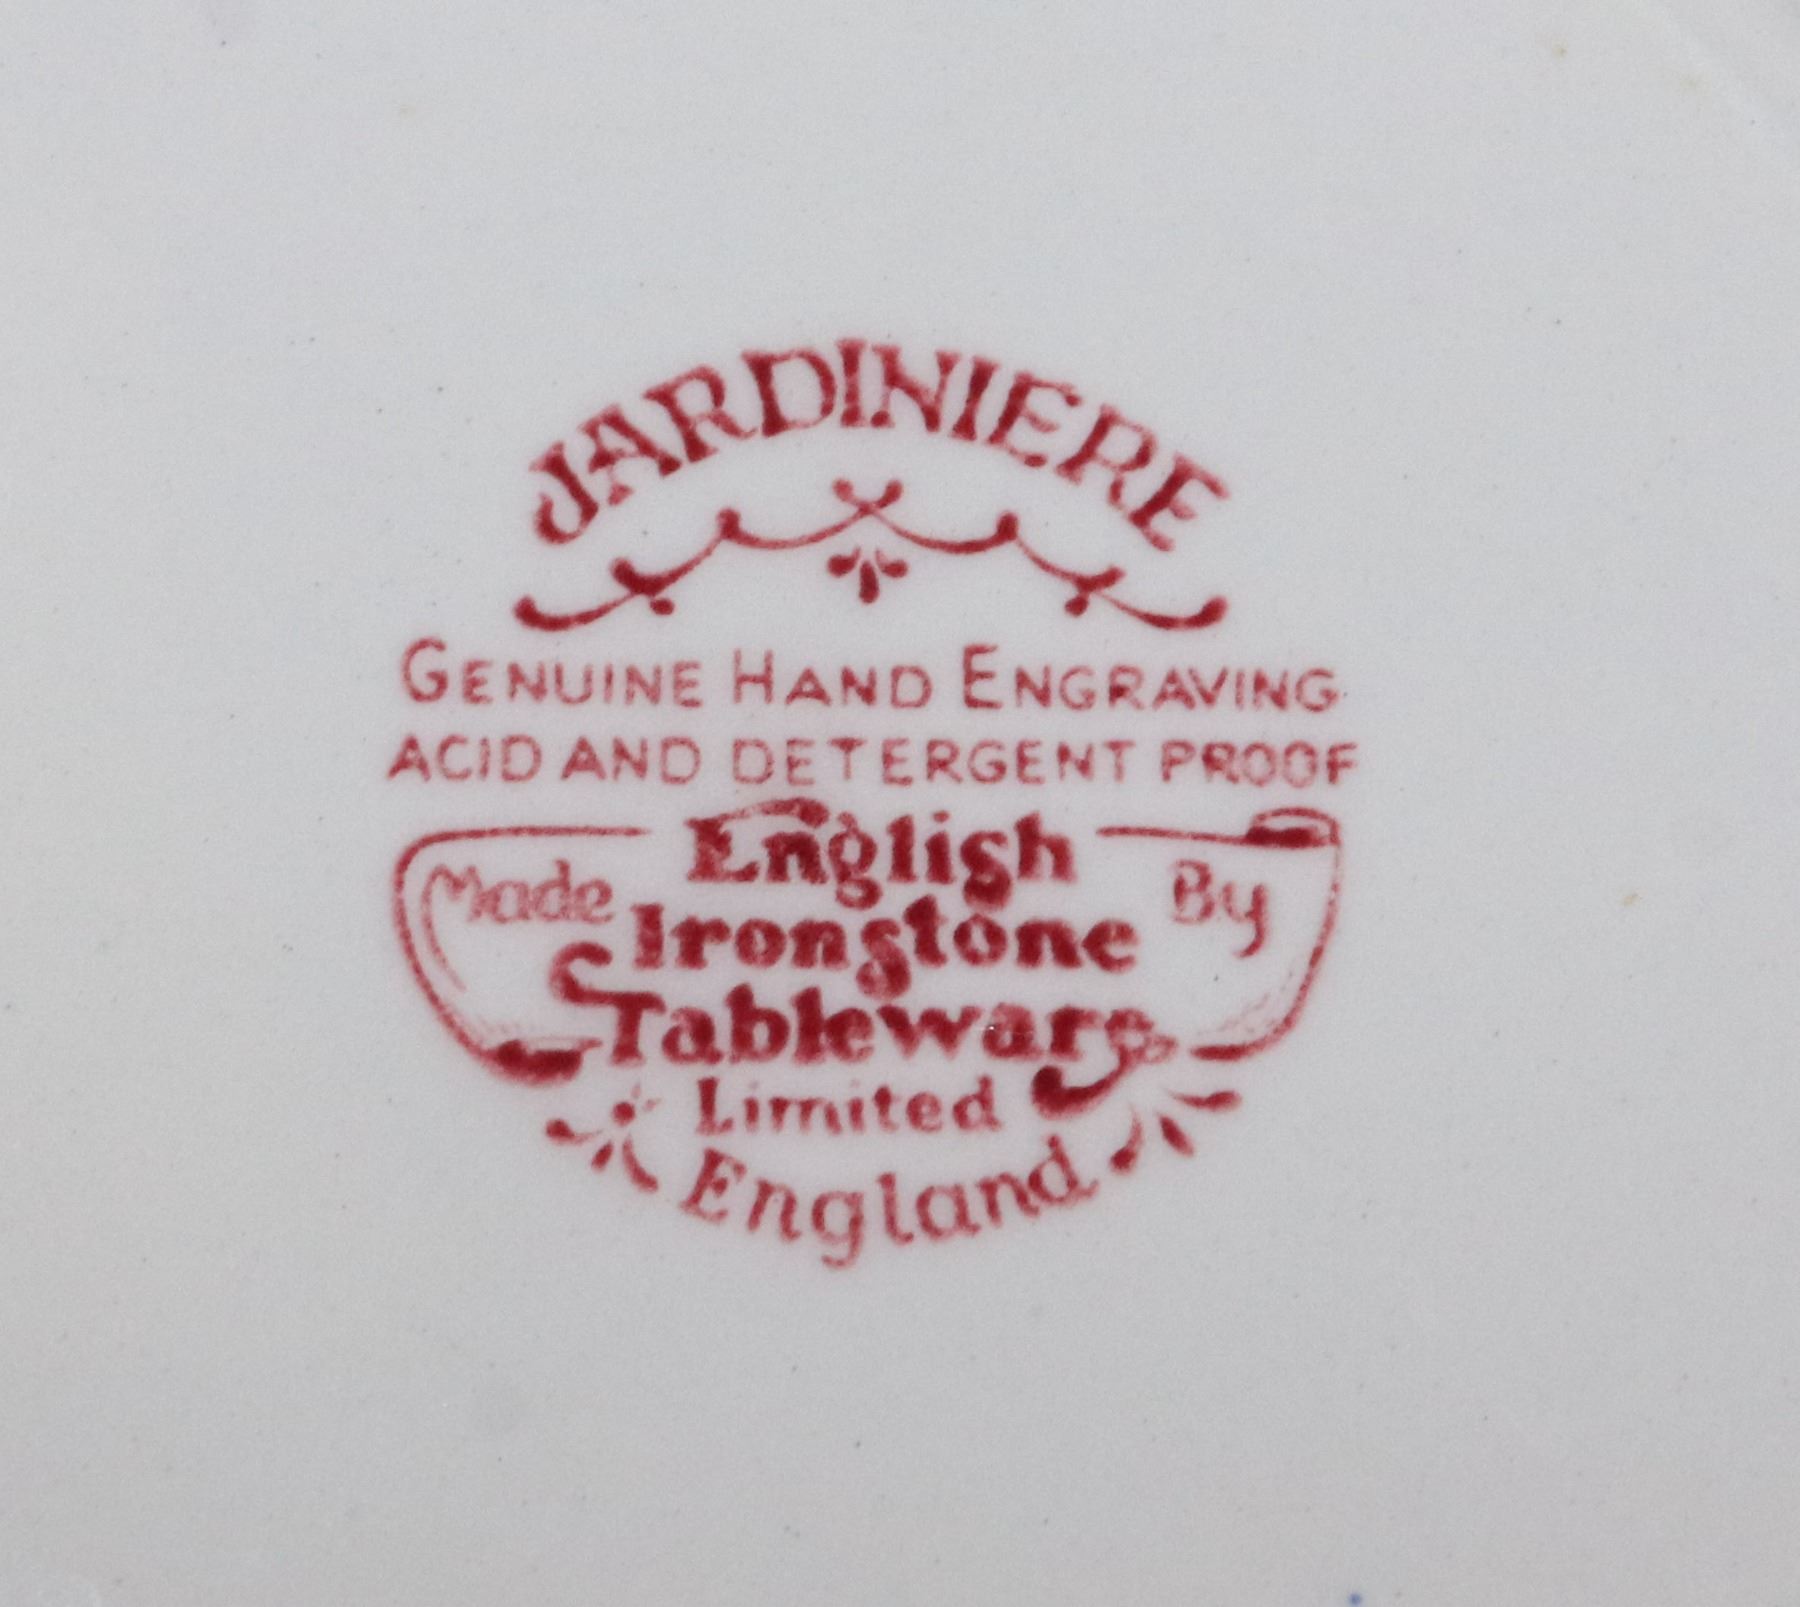 JARDINIERE
GENUINE HAND ENGRAVING
ACID AND DETERGENT PROOF
Made English By
Ironstone
Tableware
Limited
England